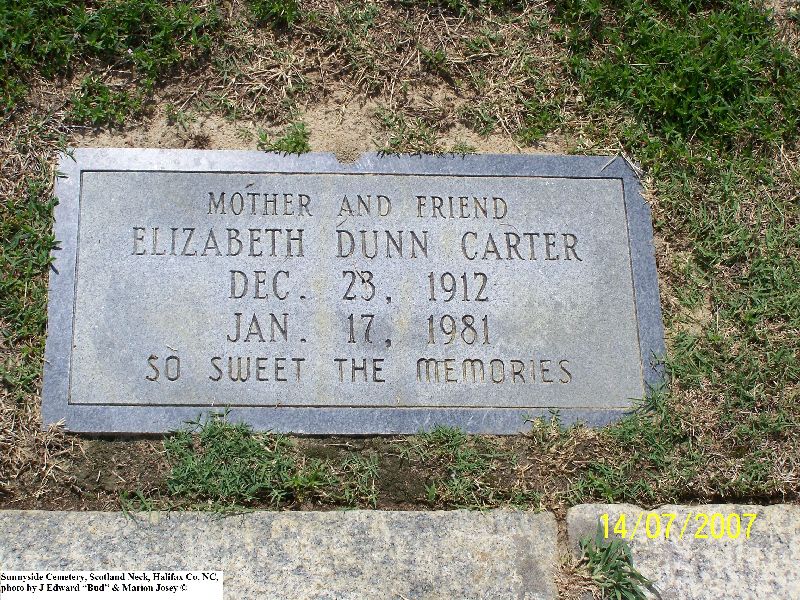 MOTHER AND FRIEND
ELIZABETH DUNN CARTER
DEC. 23, 1912
JAN. 17, 1981
SO SWEET THE MEMORIES
14/07/2007
Sunnyside Cemetery, Scotland Neck, Halifax Co. NC,
photo by J Edward "Bud" & Marion Josey ©